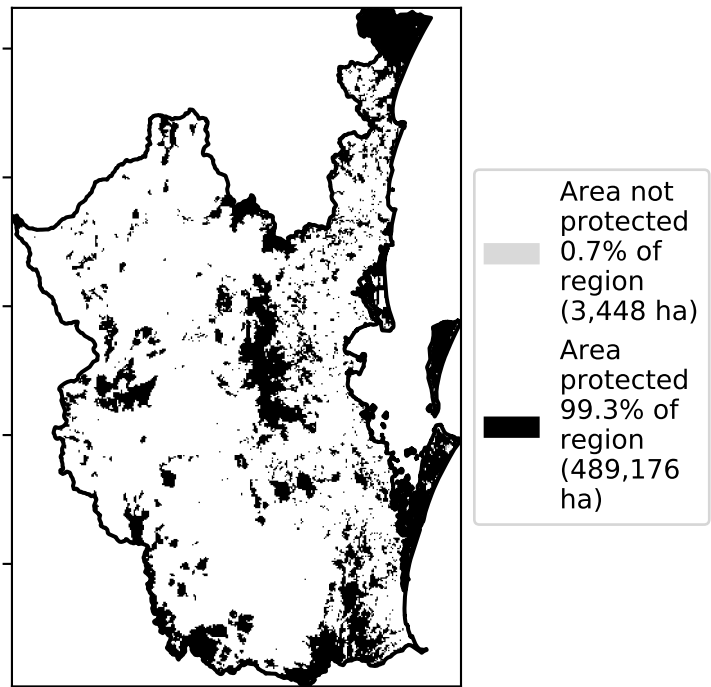 Area not
protected
0.7% of
region
(3,448 ha)
Area
protected
99.3% of
region
(489,176
ha)